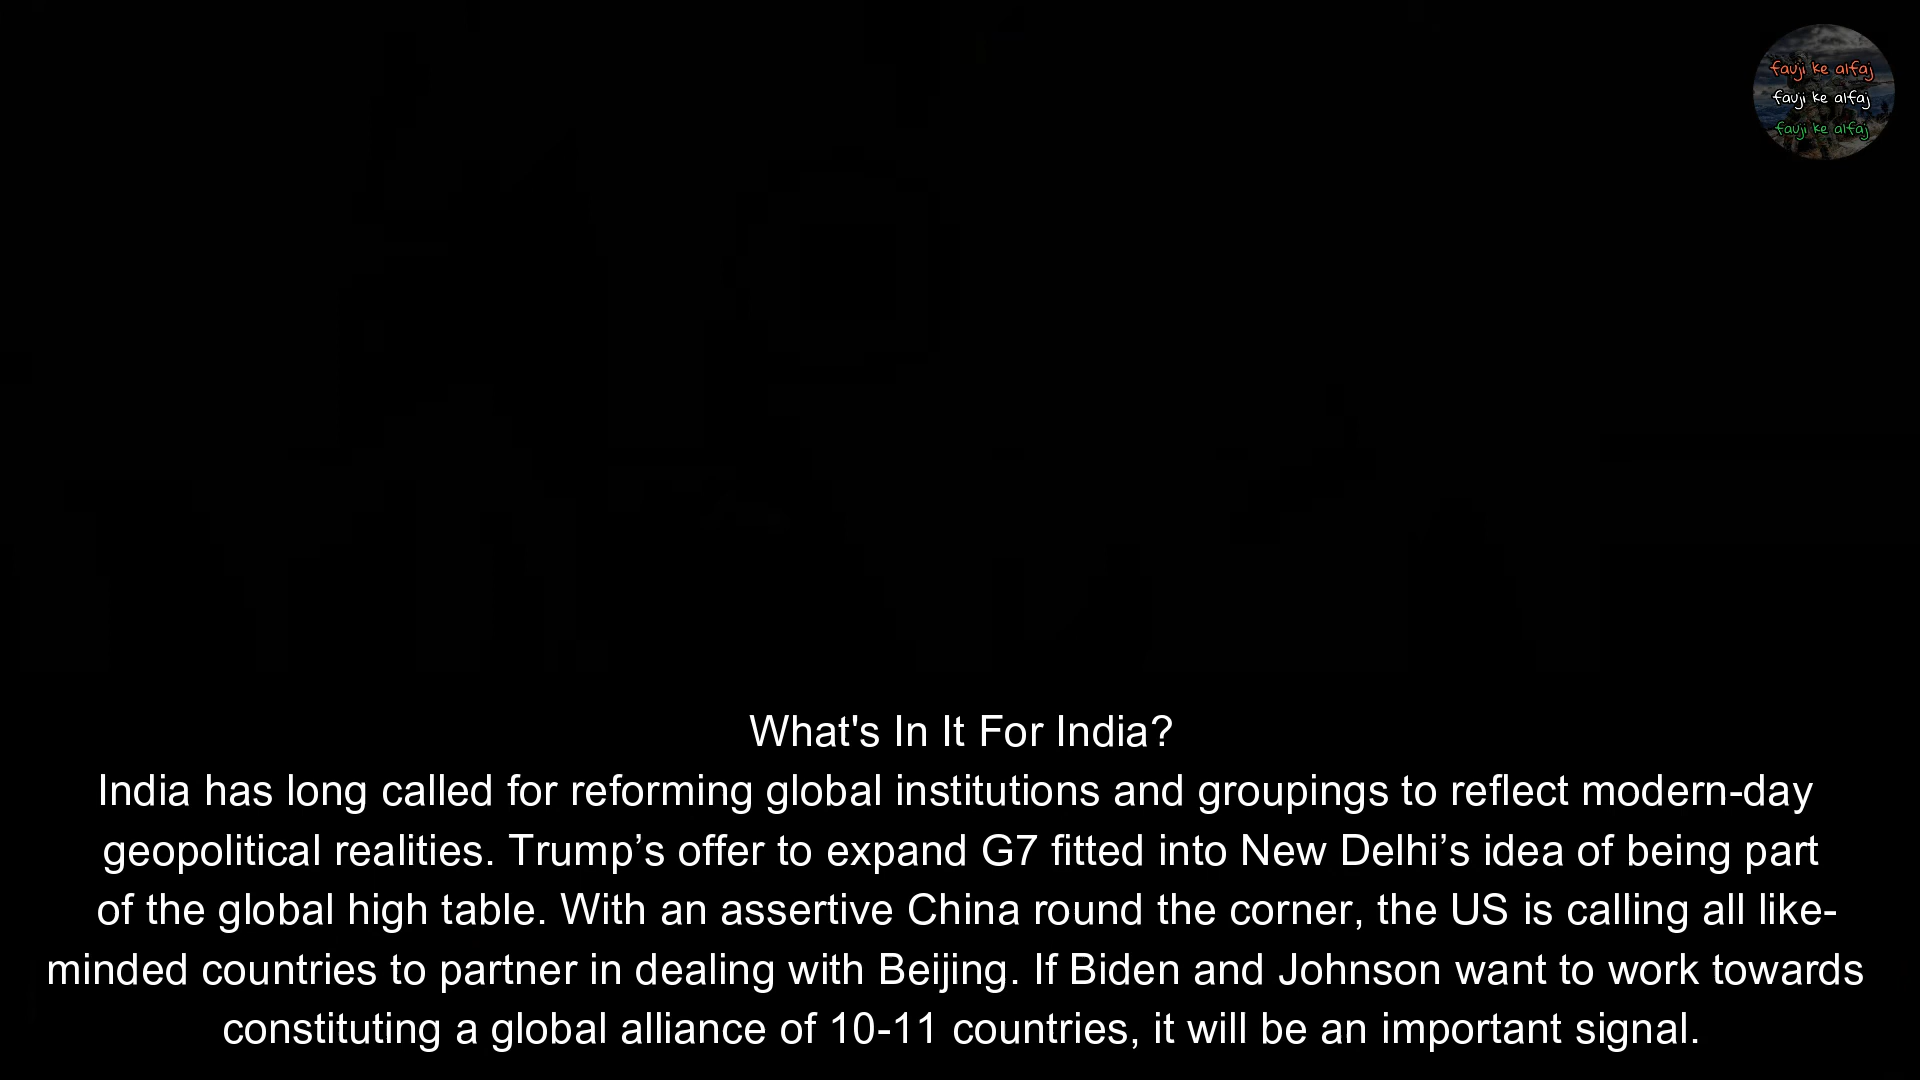 fauji ke alfaj
fauji ke alfaj
fauji ke alfaj
What's In It For India?
India has long called for reforming global institutions and groupings to reflect modern-day
geopolitical realities. Trump’s offer to expand G7 fitted into New Delhi’s idea of being part
of the global high table. With an assertive China round the corner, the US is calling all like-
minded countries to partner in dealing with Beijing. If Biden and Johnson want to work towards
constituting a global alliance of 10-11 countries, it will be an important signal.